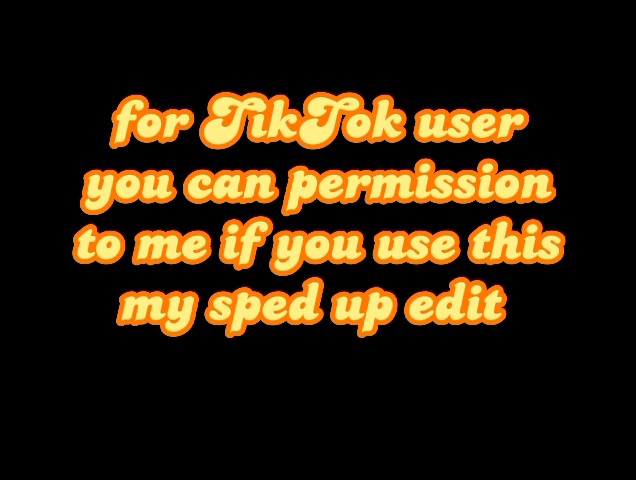 for TikTok user
you can permission
to me if you use this
my sped up edit